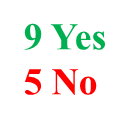 9 Yes
5 No